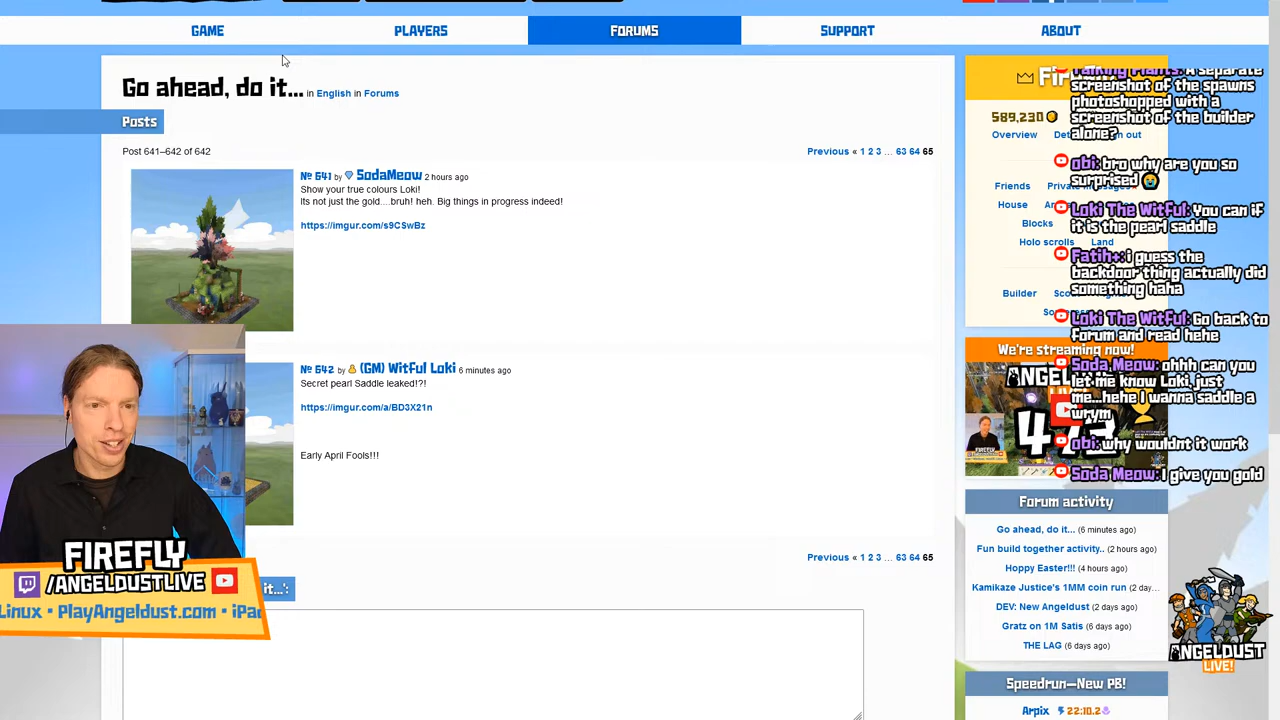 GAME
PLAYERS
FORUMS
SUPPORT
ABOUT
Go ahead, do it... in English in Forums
Posts
Post 641–642 of 642
Previous « 1 2 3 ... 63 64 65
№ 641 by SodaMeow 2 hours ago
Show your true colours Loki!
Its not just the gold....bruh! heh. Big things in progress indeed!
https://imgur.com/s9CSwBz
№ 642 by (GM) Witful Loki 6 minutes ago
Secret pearl Saddle leaked!?!
https://imgur.com/a/BD3X21n
Early April Fools!!!
Previous « 1 2 3 ... 63 64 65
it...':
FIREFLY
/ANGELDUSTLIVE
Linux • PlayAngeldust.com • iPa
589,230
Overview
out
Friends
House
Blocks
Holo scrolls
Land
Builder
Talking Plants: A separate
screenshot of the spawns
photoshopped with a
screenshot of the builder
alone?
obi: bro why are you so
surprised
Loki The Witful: You can if
it is the pearl saddle
Fatih+: i guess the
backdoor thing actually did
something haha
Loki The Witful: Go back to
forum and read hehe
Soda Meow: ohhh can you
let me know Loki, just
me...hehe I wanna saddle a
wrym
obi: why wouldnt it work
Soda Meow: I give you gold
We're streaming now!
Forum activity
Go ahead, do it... (6 minutes ago)
Fun build together activity.. (2 hours ago)
Hoppy Easter!!! (4 hours ago)
Kamikaze Justice's 1MM coin run (2 day...
DEV: New Angeldust (2 days ago)
Gratz on 1M Satis (6 days ago)
THE LAG (6 days ago)
ANGELDUST
LIVE!
Speedrun—New PB!
Arpix 22:10.2